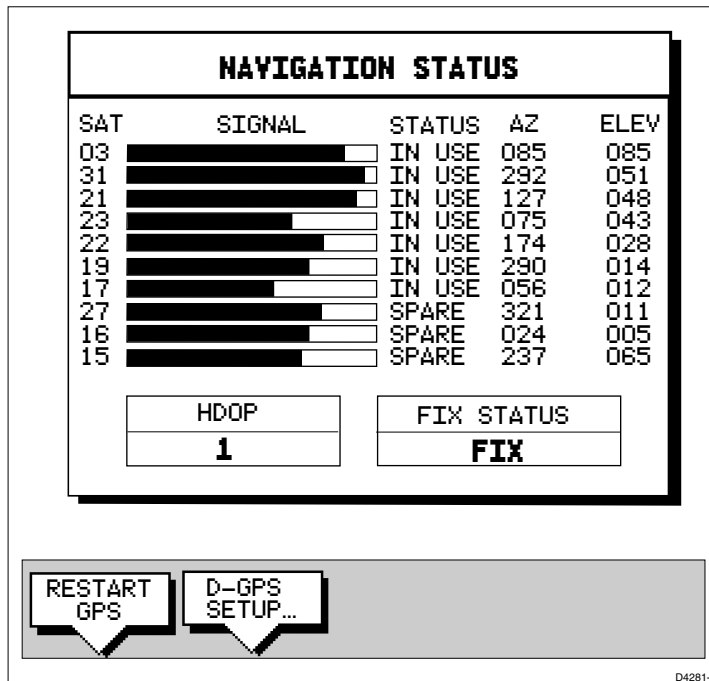 NAVIGATION STATUS
SAT SIGNAL STATUS AZ ELEV
03 IN USE 085 085
31 IN USE 292 051
21 IN USE 127 048
23 IN USE 075 043
22 IN USE 174 028
19 IN USE 290 014
17 IN USE 056 012
27 SPARE 321 011
16 SPARE 024 005
15 SPARE 237 065
HDOP FIX STATUS
1 FIX
RESTART D-GPS
GPS SETUP...
D4281-